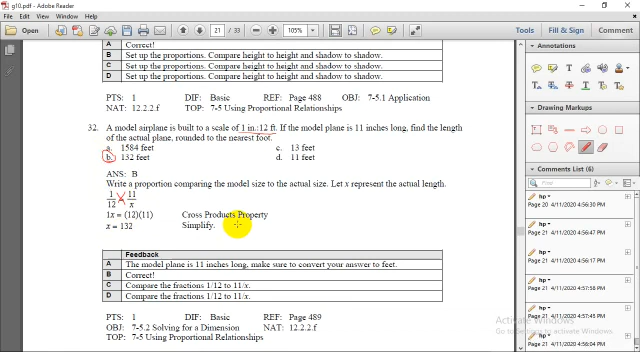 g10.pdf - Adobe Reader
File Edit View Window Help
Open 21 / 33 105% Tools Fill & Sign Comment
A Correct!
B Set up the proportions. Compare height to height and shadow to shadow.
C Set up the proportions. Compare height to height and shadow to shadow.
D Set up the proportions. Compare height to height and shadow to shadow.
PTS: 1 DIF: Basic REF: Page 488 OBJ: 7-5.1 Application
NAT: 12.2.2.f TOP: 7-5 Using Proportional Relationships
32. A model airplane is built to a scale of 1 in.:12 ft. If the model plane is 11 inches long, find the length
of the actual plane, rounded to the nearest foot.
a. 1584 feet c. 13 feet
b. 132 feet d. 11 feet
ANS: B
Write a proportion comparing the model size to the actual size. Let x represent the actual length.
1 11
12 x
1x = (12)(11) Cross Products Property
x = 132 Simplify.
Feedback
A The model plane is 11 inches long, make sure to convert your answer to feet.
B Correct!
C Compare the fractions 1/12 to 11/x.
D Compare the fractions 1/12 to 11/x.
PTS: 1 DIF: Basic REF: Page 489
OBJ: 7-5.2 Solving for a Dimension NAT: 12.2.2.f
TOP: 7-5 Using Proportional Relationships
Annotations
Drawing Markups
Comments List (6)
Find
hp
Page 20 4/11/2020 4:56:30 PM
hp
Page 21 4/11/2020 4:56:47 PM
hp
Page 21 4/11/2020 4:56:17 PM
hp
Page 21 4/11/2020 4:57:58 PM
hp
Page 21 4/11/2020 4:57:45 PM
hp
Page 21 4/11/2020 4:56:04 PM
Activate Windows
Go to Settings to activate Windows.